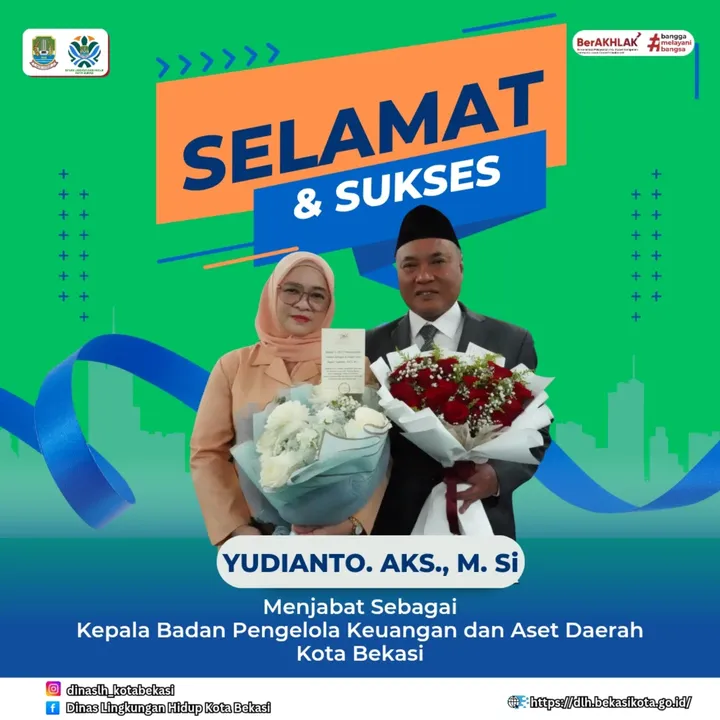 BerAKHLAK
#bangga
melayani
bangsa
SELAMAT
& SUKSES
YUDIANTO. AKS., M. Si
Menjabat Sebagai
Kepala Badan Pengelola Keuangan dan Aset Daerah
Kota Bekasi
dinaslh_kotabekasi
Dinas Lingkungan Hidup Kota Bekasi
https://dlh.bekasikota.go.id/